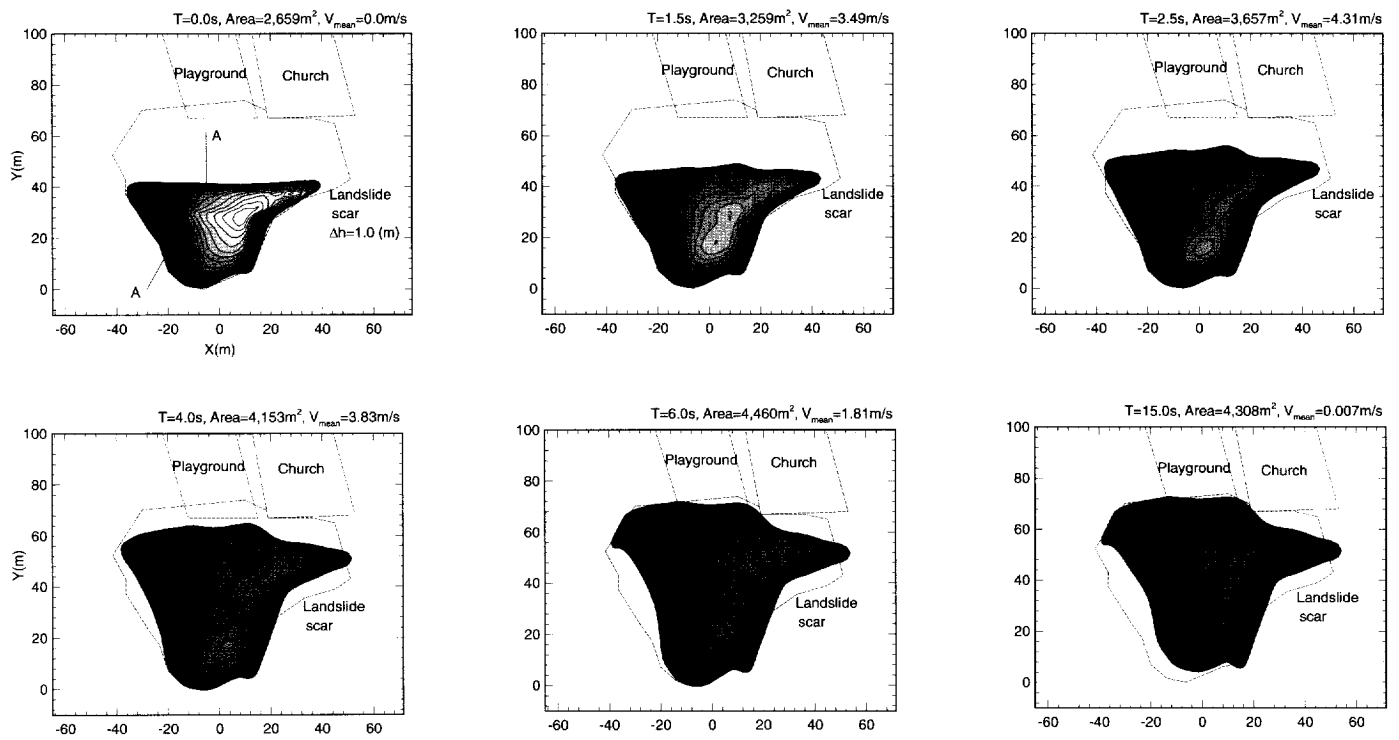 T=0.0s, Area=2,659m², Vmean=0.0m/s
100
80
60
40
20
0
Y(m)
Playground
Church
A
Landslide
scar
Δh=1.0 (m)
A
-60 -40 -20 0 20 40 60
X(m)
T=1.5s, Area=3,259m², Vmean=3.49m/s
100
80
60
40
20
0
Playground
Church
Landslide
scar
-60 -40 -20 0 20 40 60
T=2.5s, Area=3,657m², Vmean=4.31m/s
100
80
60
40
20
0
Playground
Church
Landslide
scar
-60 -40 -20 0 20 40 60
T=4.0s, Area=4,153m², Vmean=3.83m/s
100
80
60
40
20
0
Y(m)
Playground
Church
Landslide
scar
-60 -40 -20 0 20 40 60
T=6.0s, Area=4,460m², Vmean=1.81m/s
100
80
60
40
20
0
Playground
Church
Landslide
scar
-60 -40 -20 0 20 40 60
T=15.0s, Area=4,308m², Vmean=0.007m/s
100
80
60
40
20
0
Playground
Church
Landslide
scar
-60 -40 -20 0 20 40 60